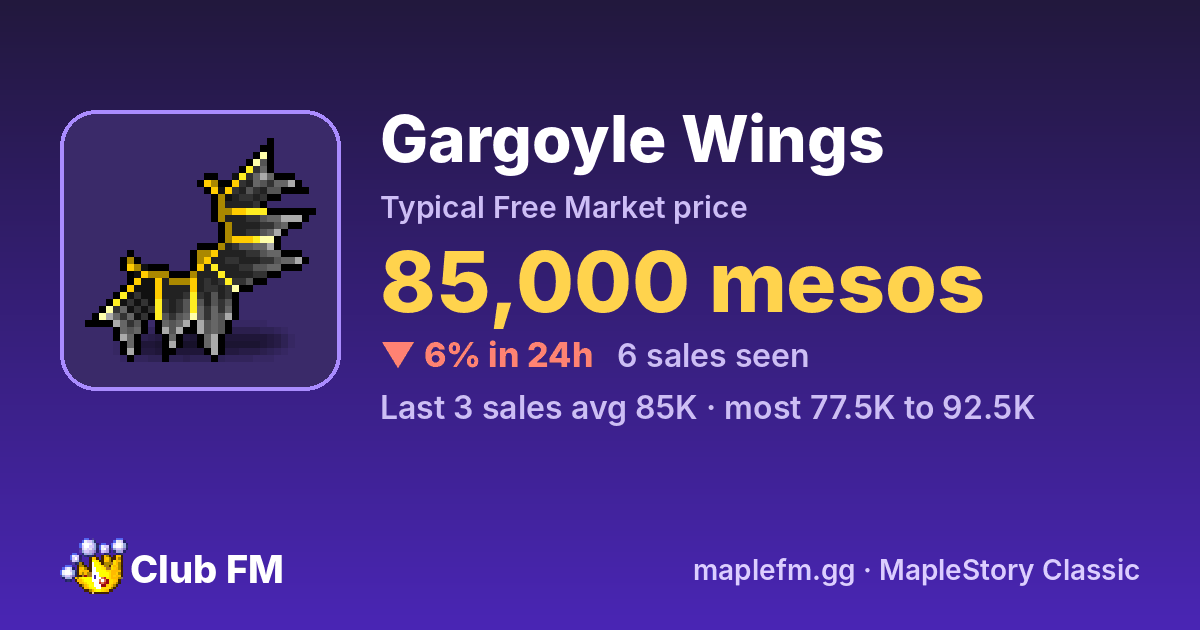 Gargoyle Wings
Typical Free Market price
85,000 mesos
▼ 6% in 24h 6 sales seen
Last 3 sales avg 85K · most 77.5K to 92.5K
Club FM
maplefm.gg · MapleStory Classic